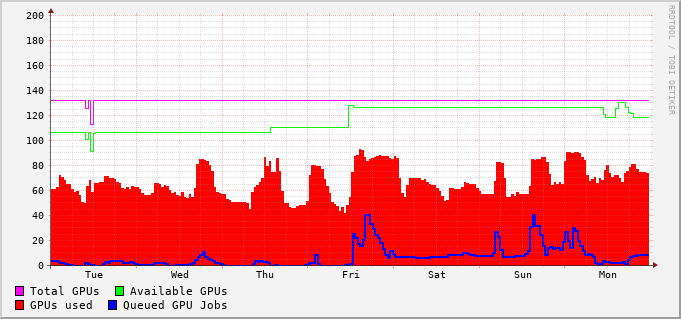 200
180
160
140
120
100
80
60
40
20
0
Tue Wed Thu Fri Sat Sun Mon
Total GPUs Available GPUs
GPUs used Queued GPU Jobs
RRDTOOL / TOBI OETIKER